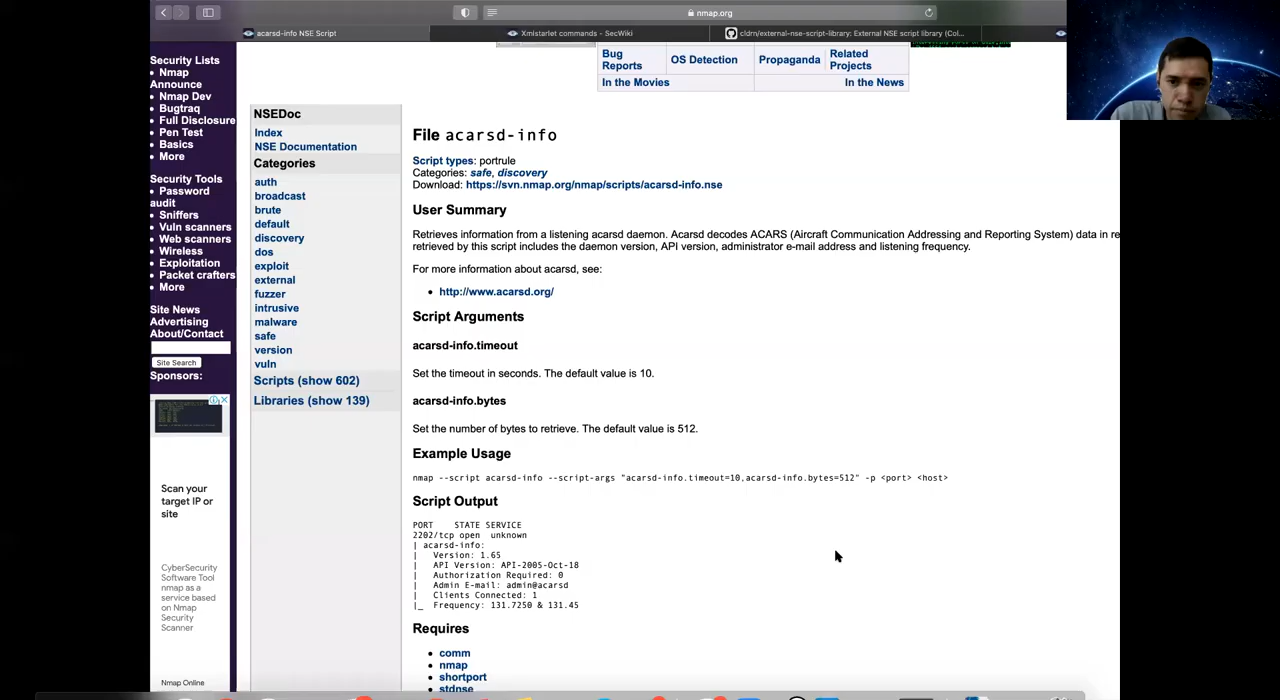 nmap.org
acarsd-info NSE Script
Xmistarlet commands - SecWiki
cldrn/external-nse-script-library: External NSE script library (Col...
Bug Reports
OS Detection
Propaganda
Related Projects
In the Movies
In the News
Security Lists
• Nmap Announce
• Nmap Dev
• Bugtraq
• Full Disclosure
• Pen Test
• Basics
• More
Security Tools
• Password audit
• Sniffers
• Vuln scanners
• Web scanners
• Wireless
• Exploitation
• Packet crafters
• More
Site News
Advertising
About/Contact
Site Search
Sponsors:
Scan your
target IP or
site
CyberSecurity
Software Tool
nmap as a
service based
on Nmap
Security
Scanner
Nmap Online
NSEDoc
Index
NSE Documentation
Categories
auth
broadcast
brute
default
discovery
dos
exploit
external
fuzzer
intrusive
malware
safe
version
vuln
Scripts (show 602)
Libraries (show 139)
File acarsd-info
Script types: portrule
Categories: safe, discovery
Download: https://svn.nmap.org/nmap/scripts/acarsd-info.nse
User Summary
Retrieves information from a listening acarsd daemon. Acarsd decodes ACARS (Aircraft Communication Addressing and Reporting System) data in re
retrieved by this script includes the daemon version, API version, administrator e-mail address and listening frequency.
For more information about acarsd, see:
• http://www.acarsd.org/
Script Arguments
acarsd-info.timeout
Set the timeout in seconds. The default value is 10.
acarsd-info.bytes
Set the number of bytes to retrieve. The default value is 512.
Example Usage
nmap --script acarsd-info --script-args "acarsd-info.timeout=10,acarsd-info.bytes=512" -p <port> <host>
Script Output
PORT STATE SERVICE
2202/tcp open unknown
| acarsd-info:
| Version: 1.65
| API Version: API-2005-Oct-18
| Authorization Required: 0
| Admin E-mail: admin@acarsd
| Clients Connected: 1
|_ Frequency: 131.7250 & 131.45
Requires
• comm
• nmap
• shortport
• stdnse